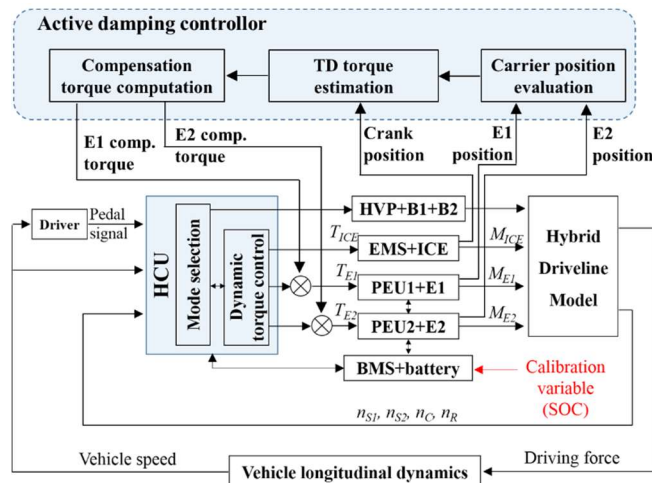 Active damping controllor
Compensation
torque computation
TD torque
estimation
Carrier position
evaluation
E1 comp.
torque
E2 comp.
torque
Crank
position
E1
position
E2
position
Driver
Pedal
signal
HCU
Mode selection
Dynamic
torque control
HVP+B1+B2
T_ICE
EMS+ICE
M_ICE
T_E1
PEU1+E1
M_E1
T_E2
PEU2+E2
M_E2
BMS+battery
Hybrid
Driveline
Model
Calibration
variable
(SOC)
n_S1, n_S2, n_C, n_R
Vehicle speed
Vehicle longitudinal dynamics
Driving force